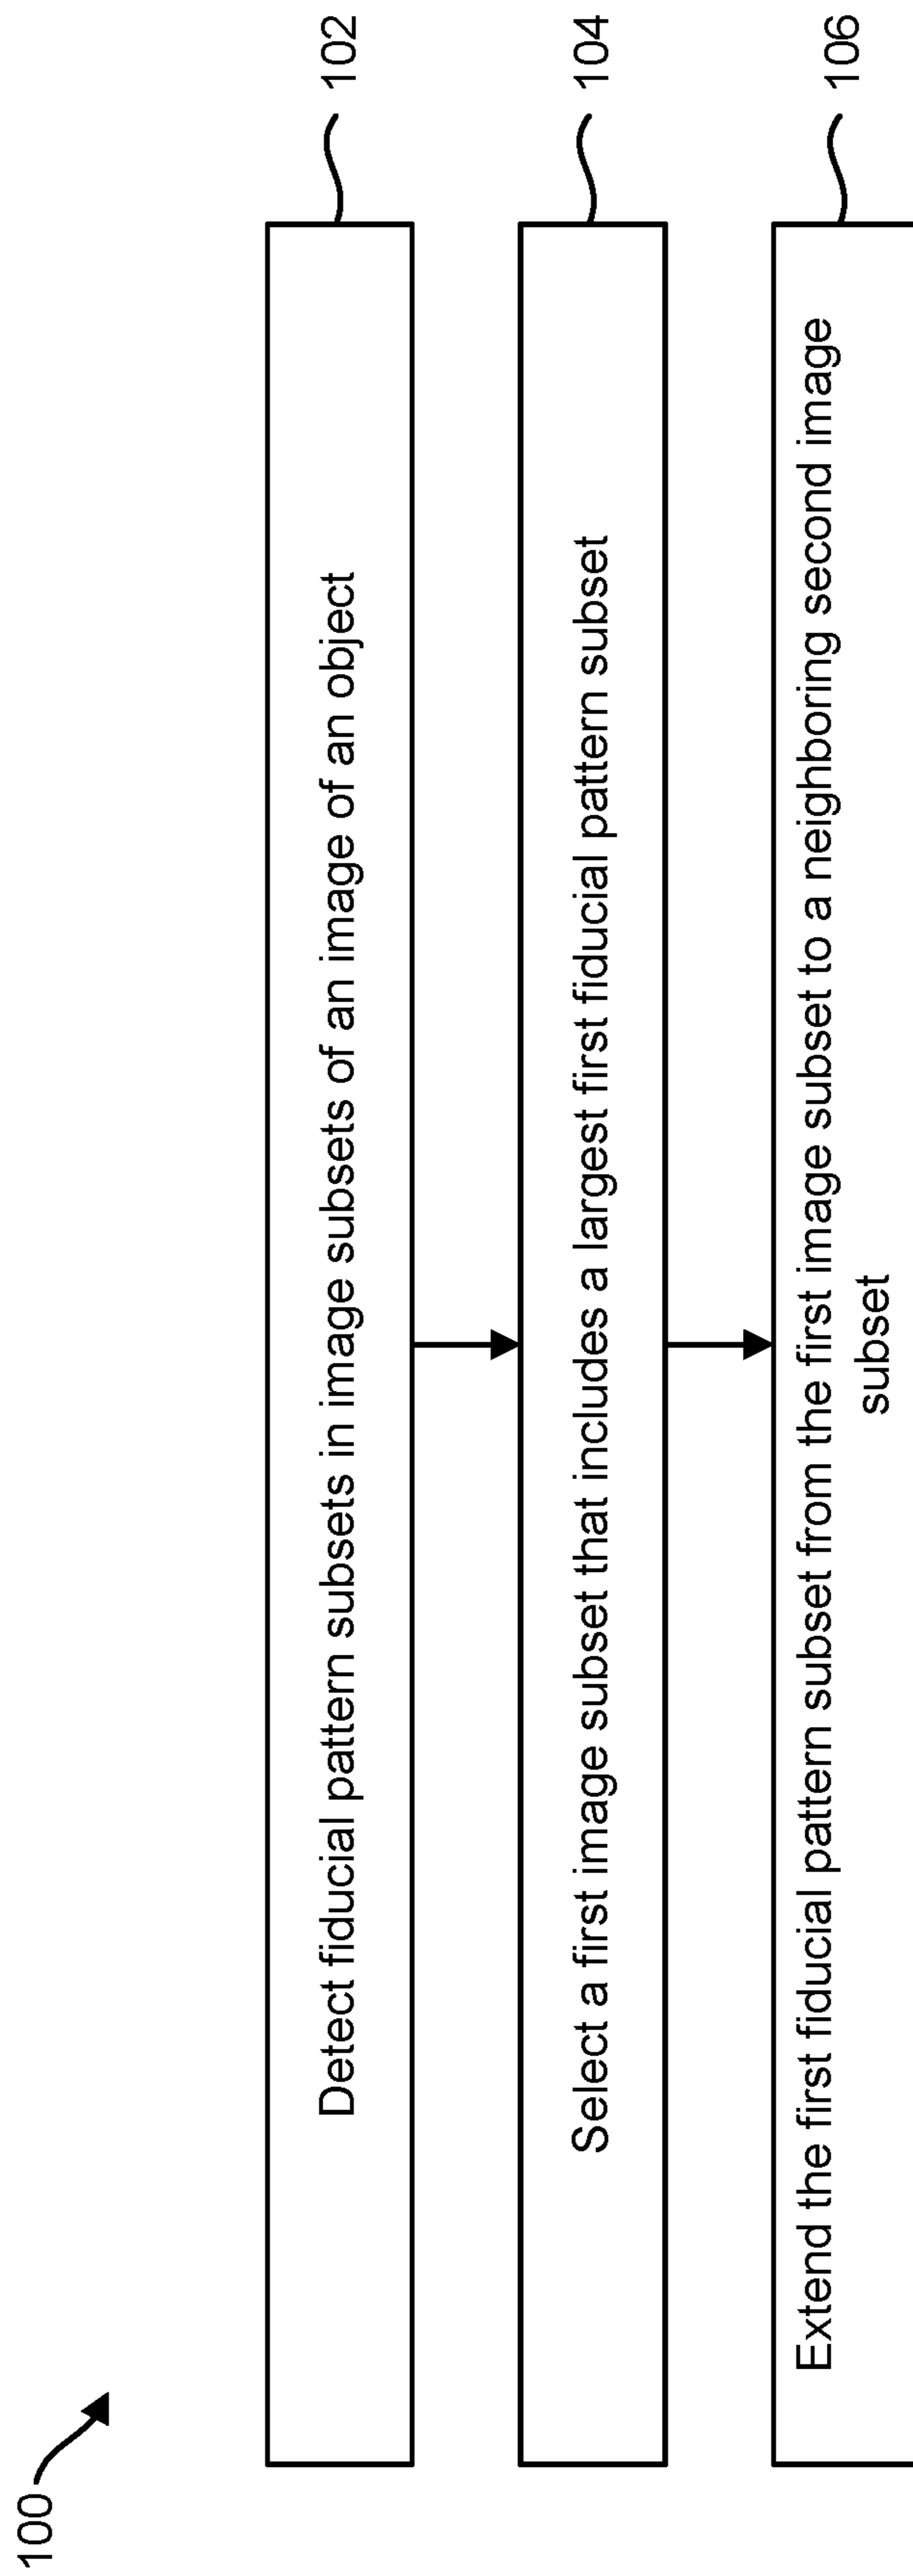 100
Detect fiducial pattern subsets in image subsets of an image of an object
102
Select a first image subset that includes a largest first fiducial pattern subset
104
Extend the first fiducial pattern subset from the first image subset to a neighboring second image
subset
106